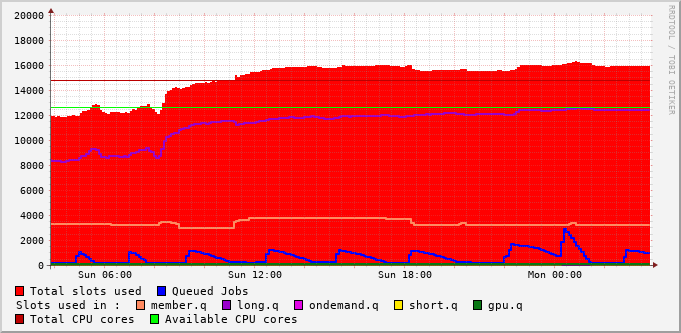 20000
18000
16000
14000
12000
10000
8000
6000
4000
2000
0
Sun 06:00 Sun 12:00 Sun 18:00 Mon 00:00
Total slots used Queued Jobs
Slots used in : member.q long.q ondemand.q short.q gpu.q
Total CPU cores Available CPU cores
RRDTOOL / TOBI OETIKER